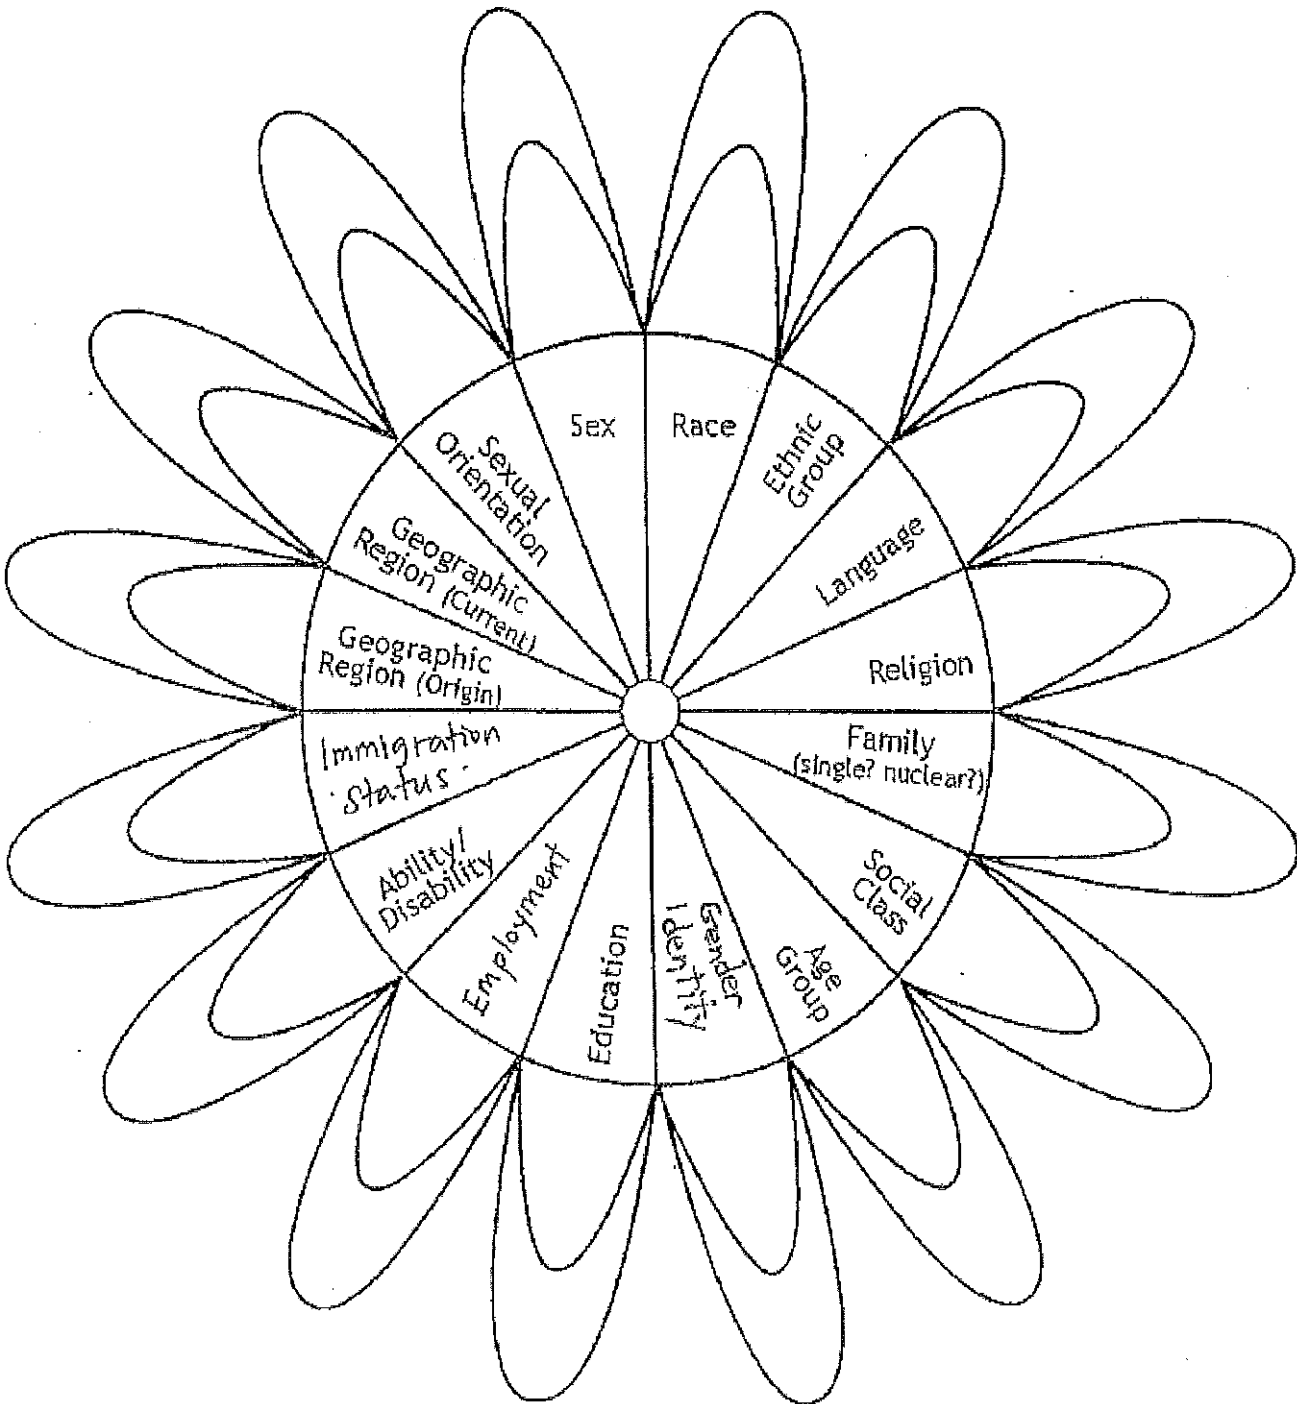 Sex
Race
Ethnic
Group
Language
Religion
Family
(single? nuclear?)
Social
Class
Age
Group
Gender
Identity
Education
Employment
Ability/
Disability
Immigration
Status
Geographic
Region (Origin)
Geographic
Region (Current)
Sexual
Orientation